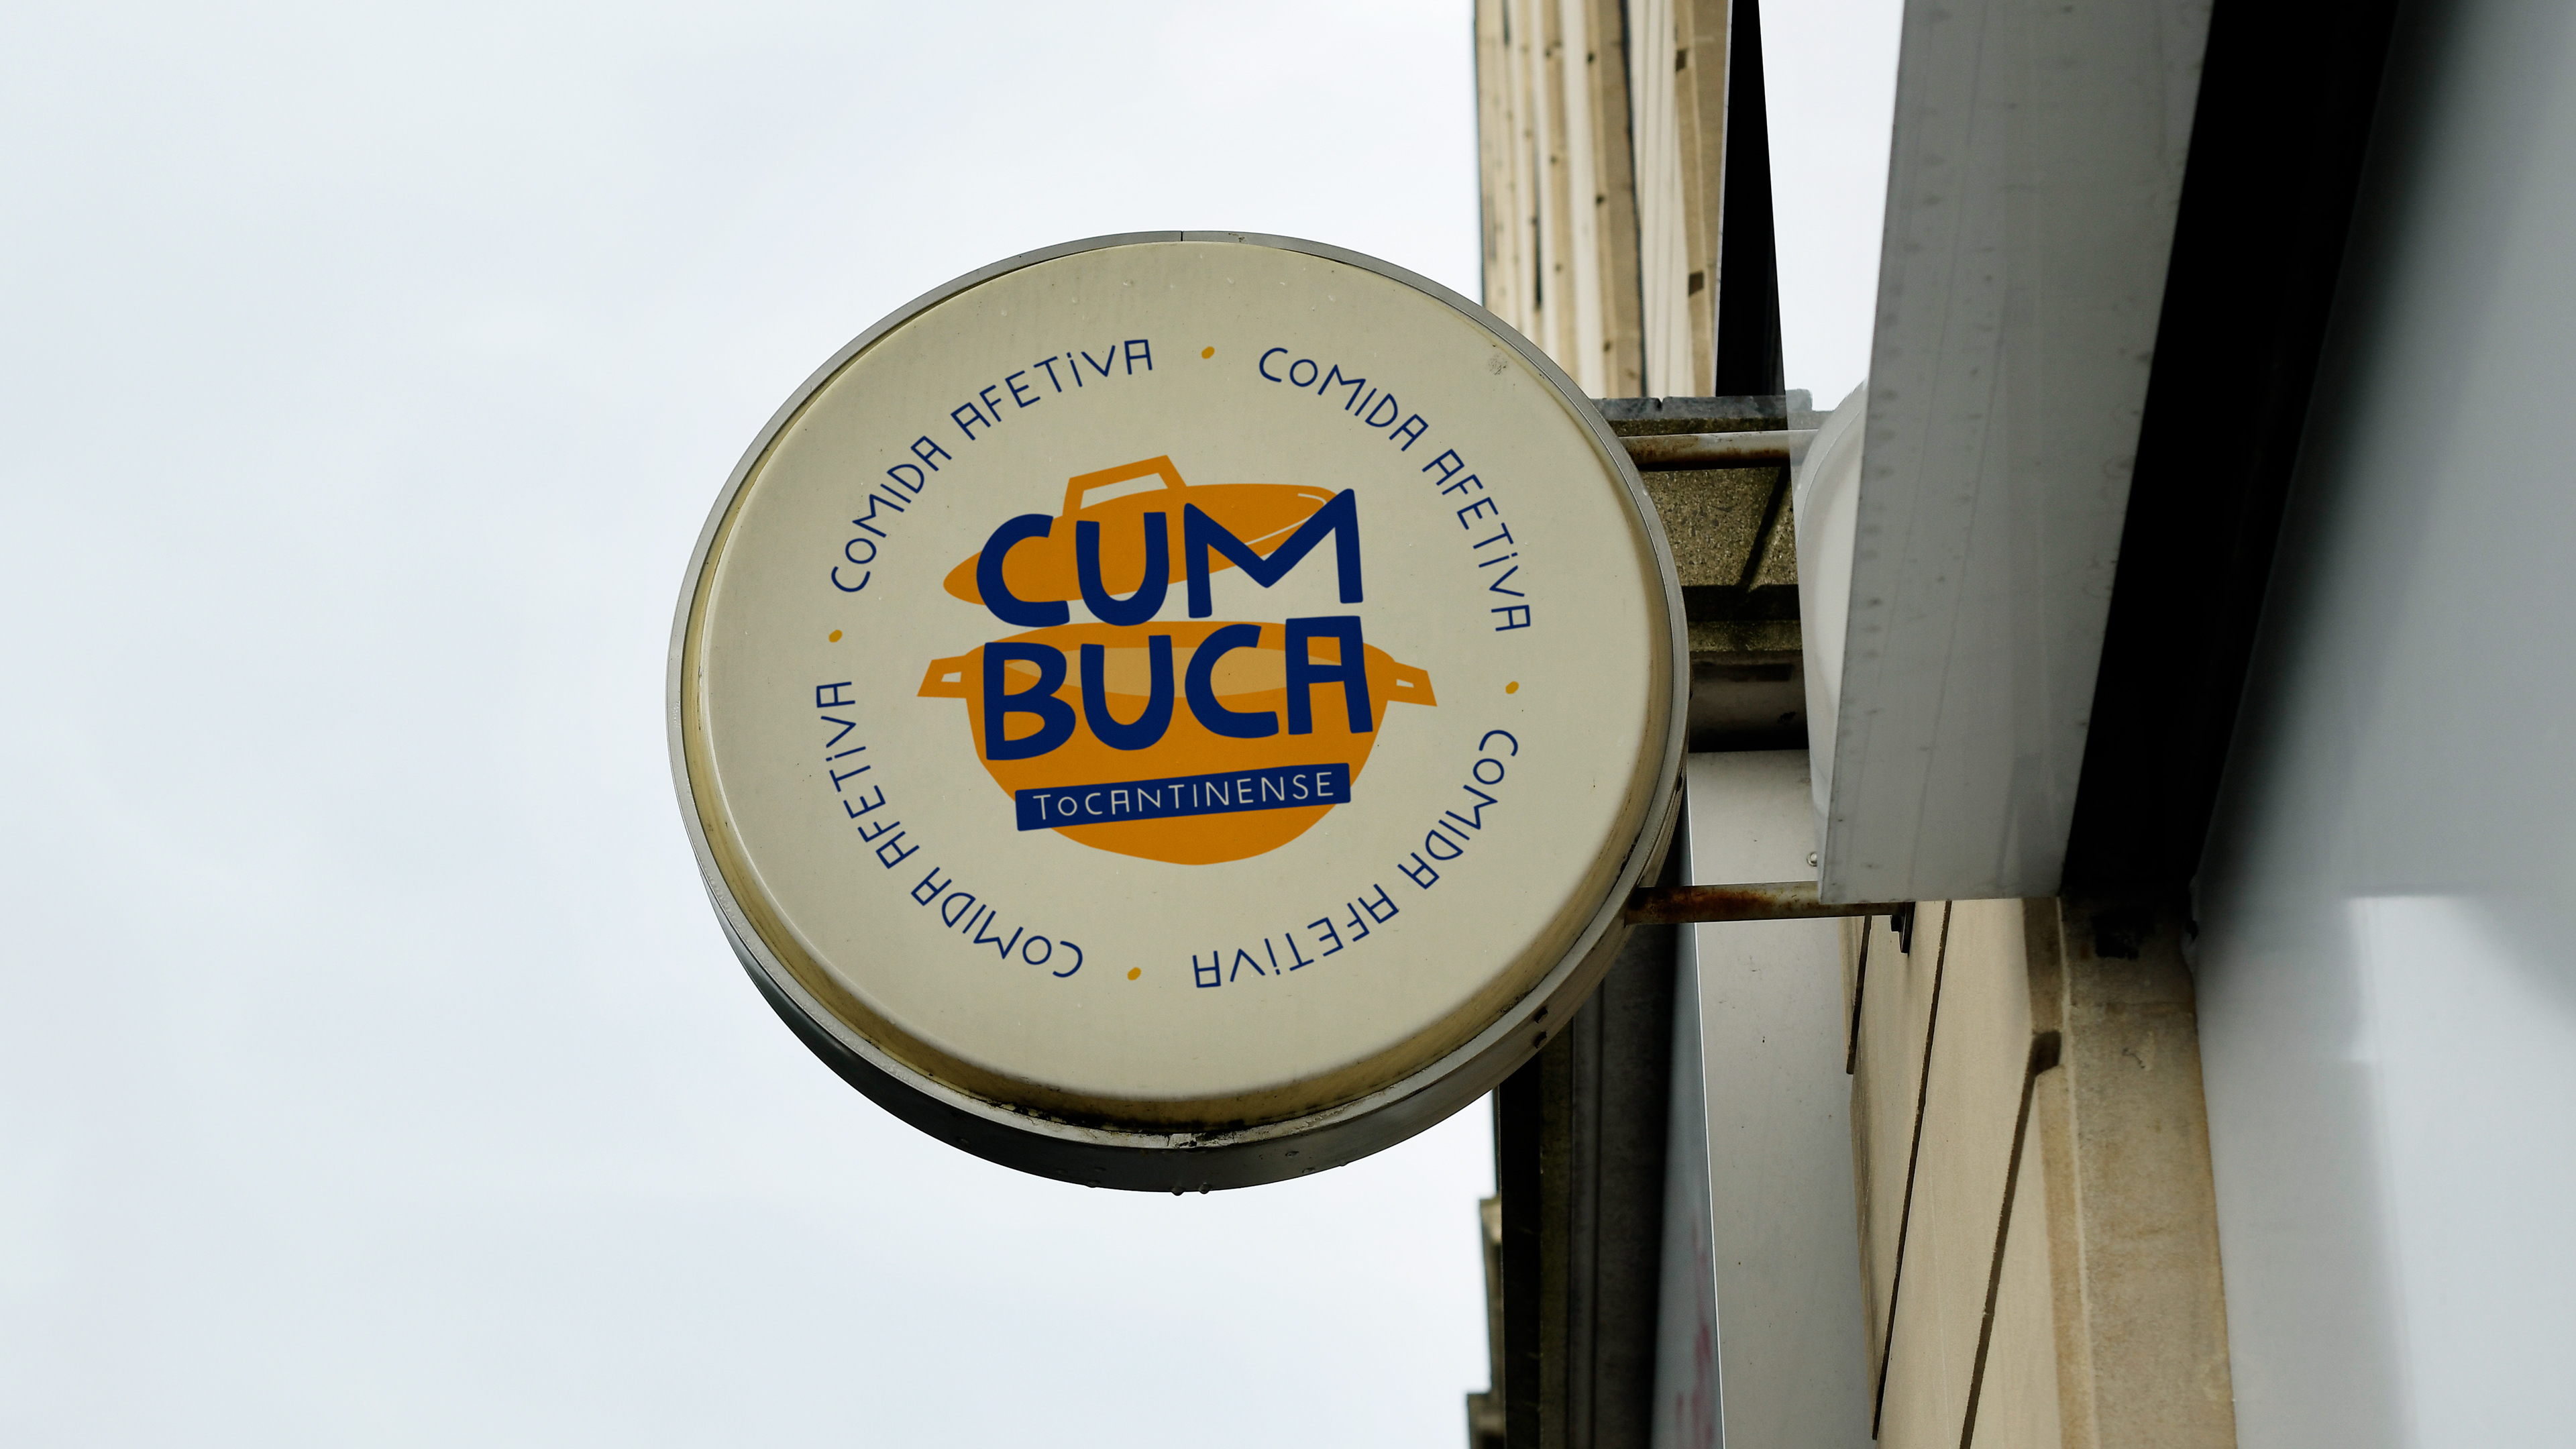 COMIDA AFETIVA • COMIDA AFETIVA • COMIDA AFETIVA • COMIDA AFETIVA •
CUM
BUCA
TOCANTINENSE